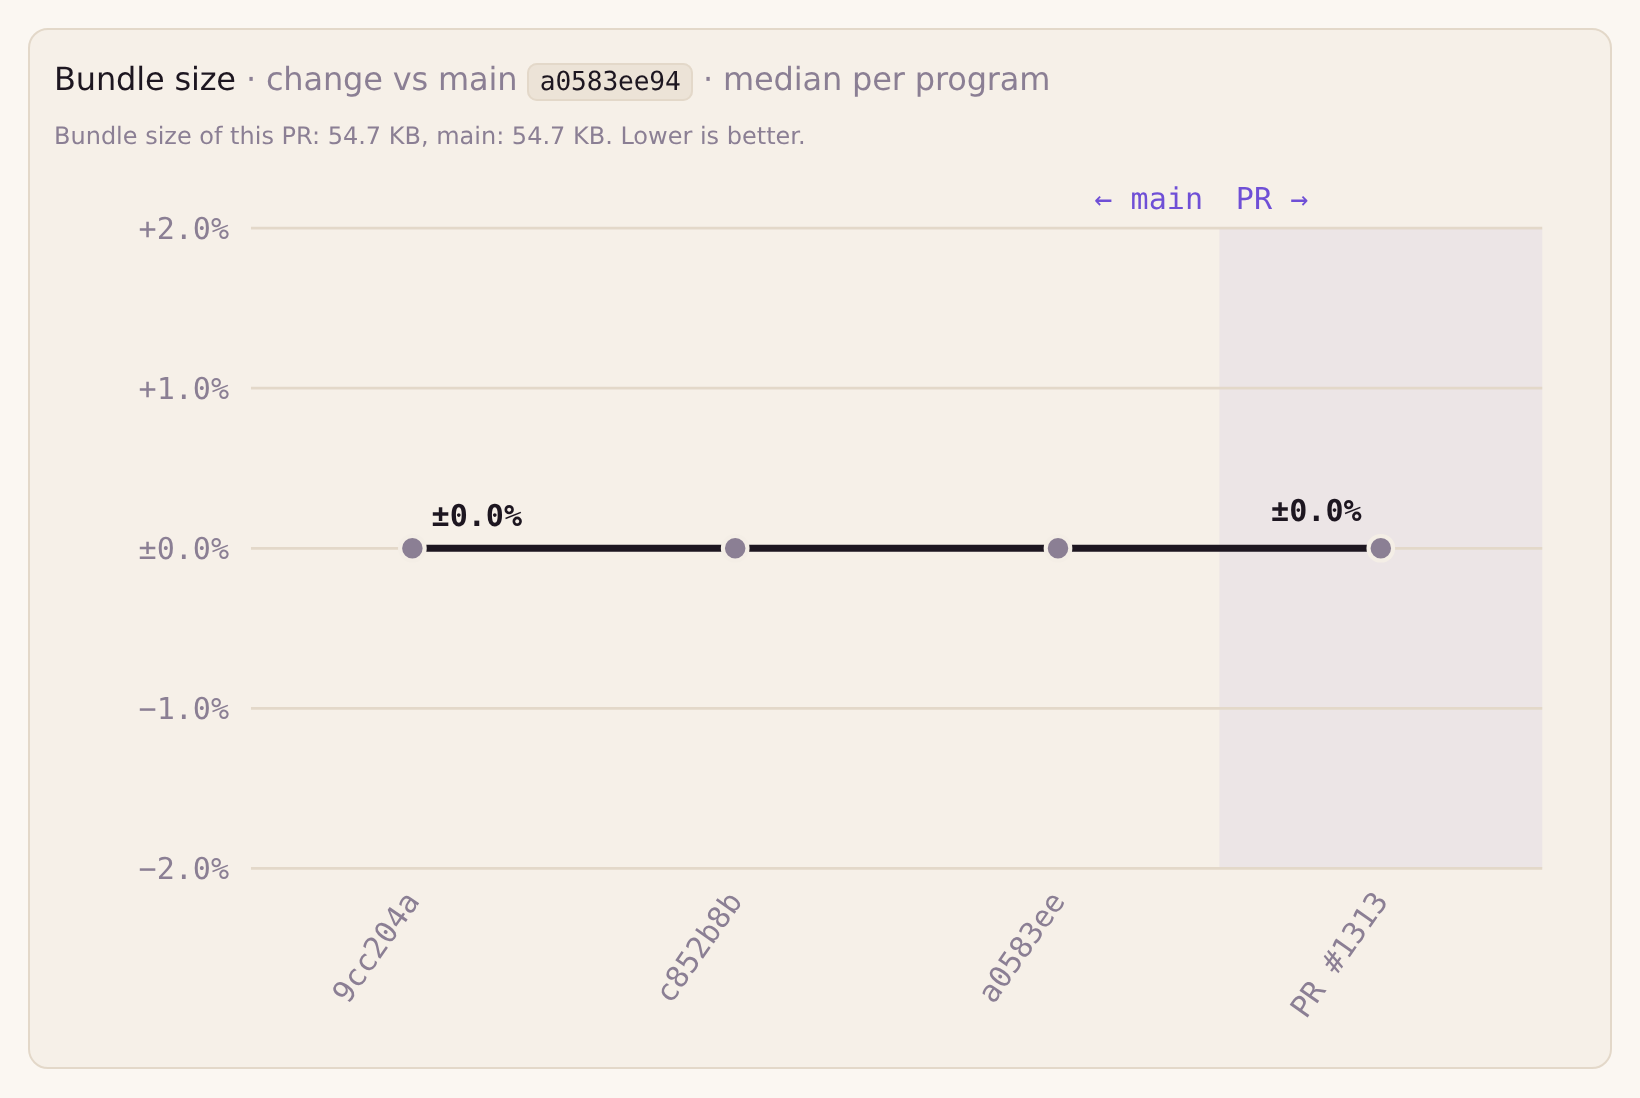 Bundle size · change vs main a0583ee94 · median per program
Bundle size of this PR: 54.7 KB, main: 54.7 KB. Lower is better.
← main PR →
+2.0%
+1.0%
±0.0%
−1.0%
−2.0%
±0.0%
±0.0%
9cc204a
c852b8b
a0583ee
PR #1313